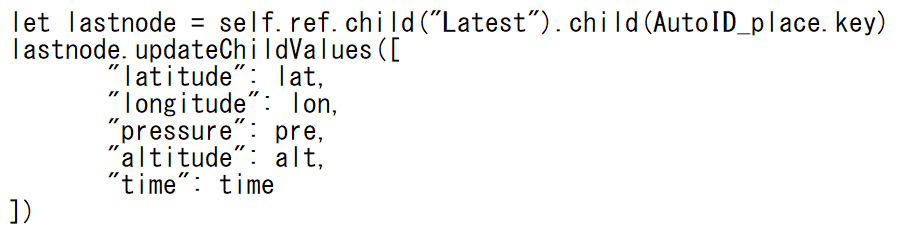 let lastnode = self.ref.child("Latest").child(AutoID_place.key)
lastnode.updateChildValues([
"latitude": lat,
"longitude": lon,
"pressure": pre,
"altitude": alt,
"time": time
])